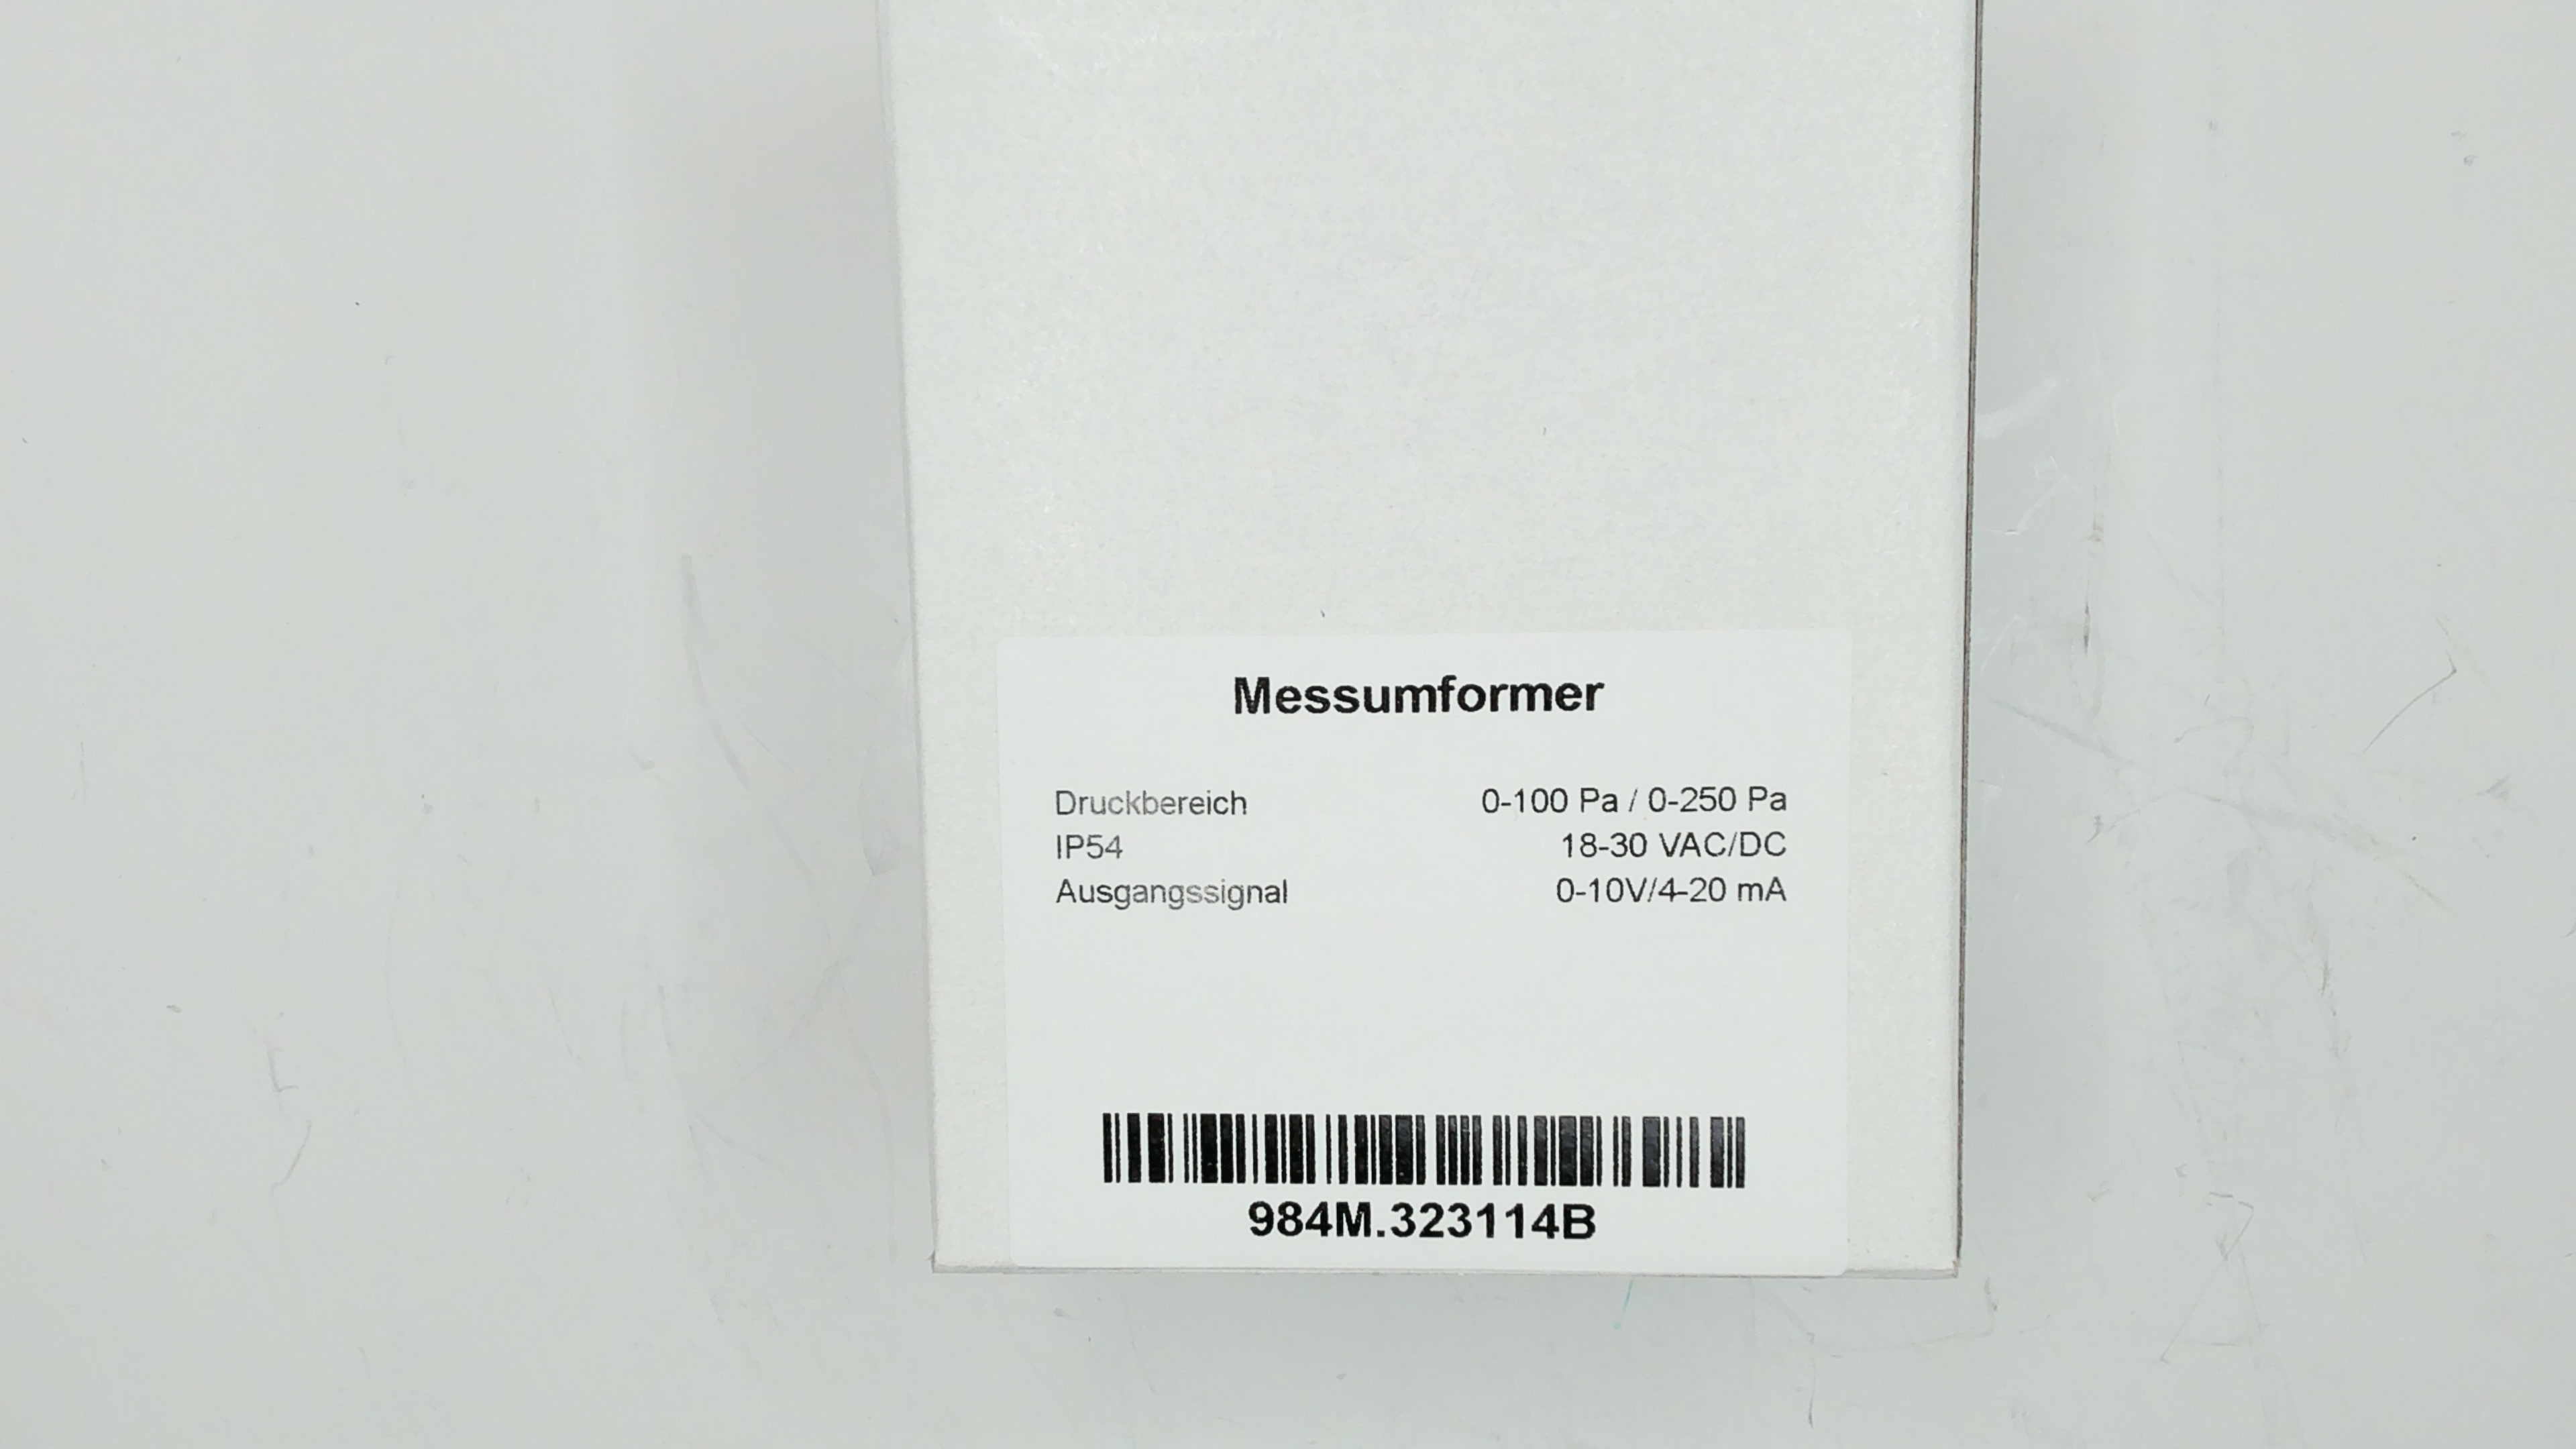 Messumformer
Druckbereich 0-100 Pa / 0-250 Pa
IP54 18-30 VAC/DC
Ausgangssignal 0-10V/4-20 mA
984M.323114B